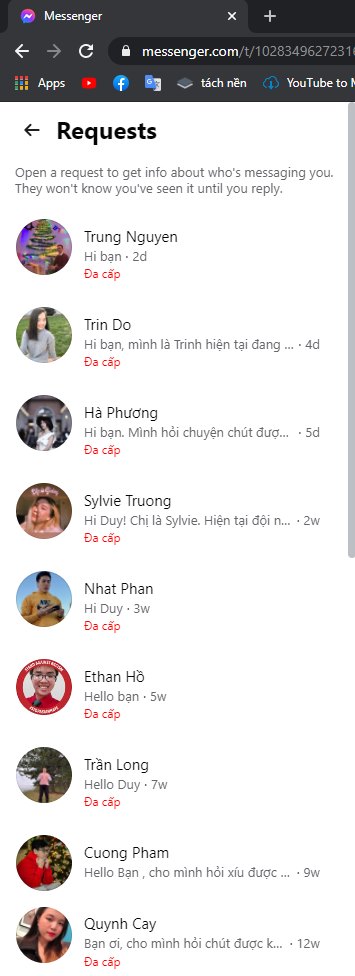 Messenger
messenger.com/t/1028349627231
Apps
tách nền
YouTube to M
Requests
Open a request to get info about who's messaging you.
They won't know you've seen it until you reply.
Trung Nguyen
Hi bạn · 2d
Đa cấp
Trin Do
Hi bạn, mình là Trinh hiện tại đang ... · 4d
Đa cấp
Hà Phương
Hi bạn. Mình hỏi chuyện chút đượ... · 5d
Đa cấp
Sylvie Truong
Hi Duy! Chị là Sylvie. Hiện tại đội n... · 2w
Đa cấp
Nhat Phan
Hi Duy · 3w
Đa cấp
Ethan Hồ
Hello bạn · 5w
Đa cấp
Trần Long
Hello Duy · 7w
Đa cấp
Cuong Pham
Hello Bạn , cho mình hỏi xíu được ... · 9w
Quynh Cay
Bạn ơi, cho mình hỏi chút được k... · 12w
Đa cấp